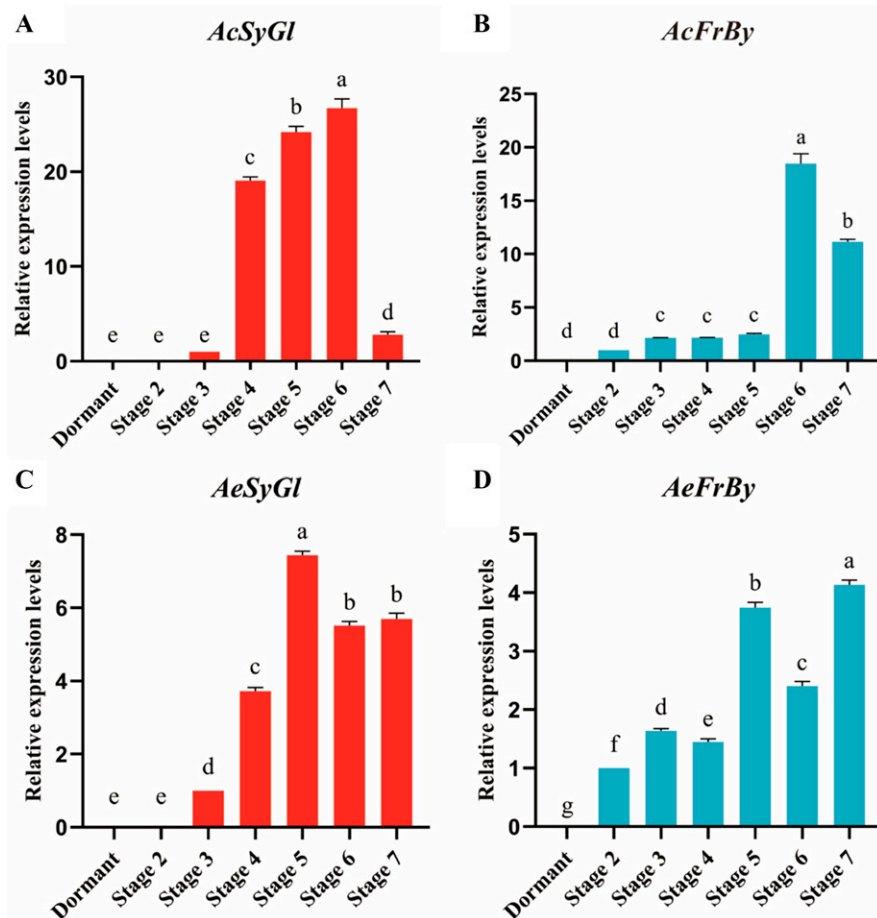 A
AcSyGl
Relative expression levels
30
20
10
0
e
e
e
c
b
a
d
Dormant
Stage 2
Stage 3
Stage 4
Stage 5
Stage 6
Stage 7
B
AcFrBy
Relative expression levels
25
20
15
10
5
0
d
d
c
c
c
a
b
Dormant
Stage 2
Stage 3
Stage 4
Stage 5
Stage 6
Stage 7
C
AeSyGl
Relative expression levels
8
6
4
2
0
e
e
d
c
a
b
b
Dormant
Stage 2
Stage 3
Stage 4
Stage 5
Stage 6
Stage 7
D
AeFrBy
Relative expression levels
5
4
3
2
1
0
g
f
d
e
b
c
a
Dormant
Stage 2
Stage 3
Stage 4
Stage 5
Stage 6
Stage 7